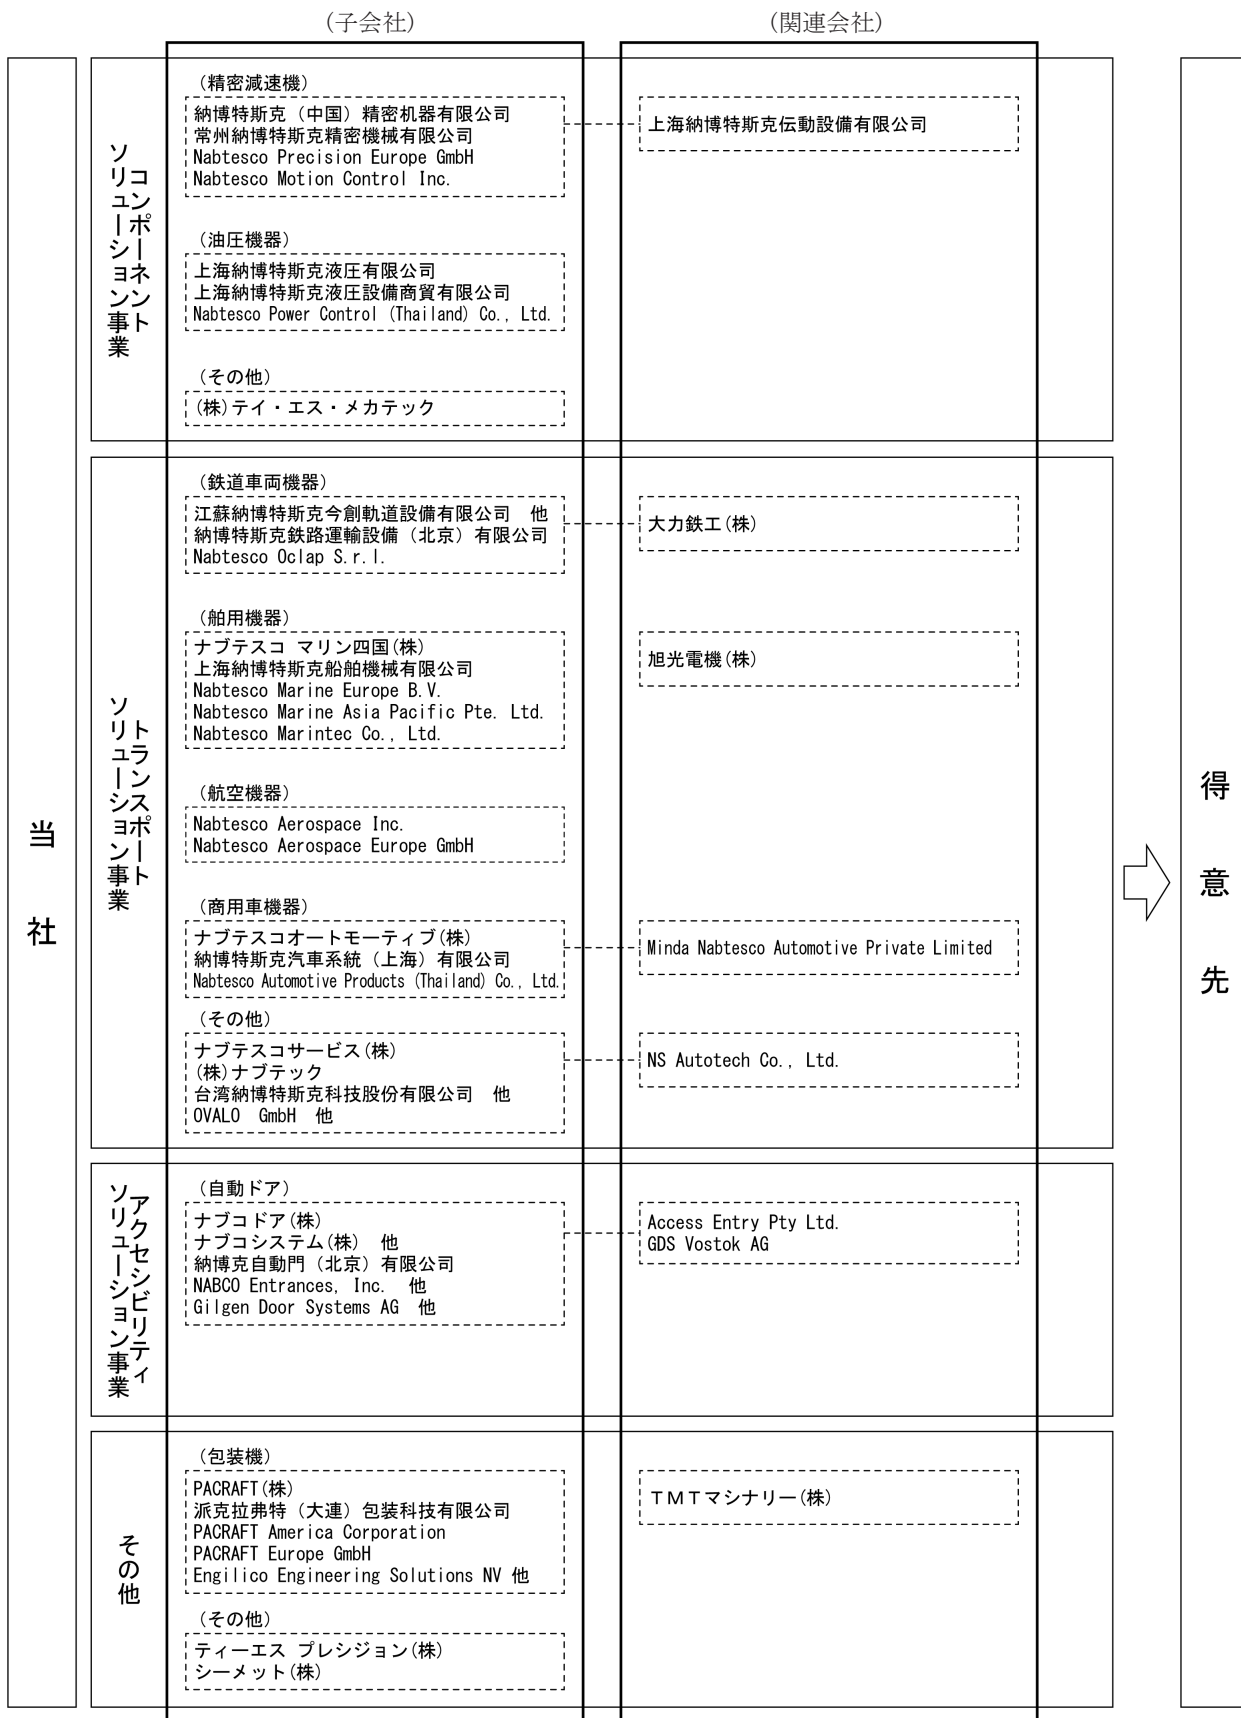 (子会社)
(関連会社)
当社
コンポーネント
ソリューション事業
（精密減速機）
納博特斯克（中国）精密机器有限公司
常州納博特斯克精密機械有限公司
Nabtesco Precision Europe GmbH
Nabtesco Motion Control Inc.
上海納博特斯克伝動設備有限公司
（油圧機器）
上海納博特斯克液圧有限公司
上海納博特斯克液圧設備商貿有限公司
Nabtesco Power Control (Thailand) Co., Ltd.
（その他）
(株)テイ・エス・メカテック
トランスポート
ソリューション事業
（鉄道車両機器）
江蘇納博特斯克今創軌道設備有限公司　他
納博特斯克鉄路運輸設備（北京）有限公司
Nabtesco Oclap S.r.l.
大力鉄工(株)
（舶用機器）
ナブテスコ マリン四国(株)
上海納博特斯克船舶機械有限公司
Nabtesco Marine Europe B.V.
Nabtesco Marine Asia Pacific Pte. Ltd.
Nabtesco Marintec Co., Ltd.
旭光電機(株)
（航空機器）
Nabtesco Aerospace Inc.
Nabtesco Aerospace Europe GmbH
（商用車機器）
ナブテスコオートモーティブ(株)
納博特斯克汽車系統（上海）有限公司
Nabtesco Automotive Products (Thailand) Co., Ltd.
Minda Nabtesco Automotive Private Limited
（その他）
ナブテスコサービス(株)
(株)ナブテック
台湾納博特斯克科技股份有限公司　他
OVALO　GmbH　他
NS Autotech Co., Ltd.
アクセシビリティ
ソリューション事業
（自動ドア）
ナブコドア(株)
ナブコシステム(株)　他
納博克自動門（北京）有限公司
NABCO Entrances, Inc.　他
Gilgen Door Systems AG　他
Access Entry Pty Ltd.
GDS Vostok AG
その他
（包装機）
PACRAFT(株)
派克拉弗特（大連）包装科技有限公司
PACRAFT America Corporation
PACRAFT Europe GmbH
Engilico Engineering Solutions NV 他
ＴＭＴマシナリー(株)
（その他）
ティーエス プレシジョン(株)
シーメット(株)
得意先